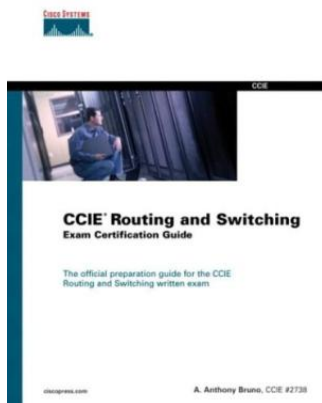 CISCO SYSTEMS
CCIE
CCIE® Routing and Switching
Exam Certification Guide
The official preparation guide for the CCIE
Routing and Switching written exam
ciscopress.com
A. Anthony Bruno, CCIE #2738